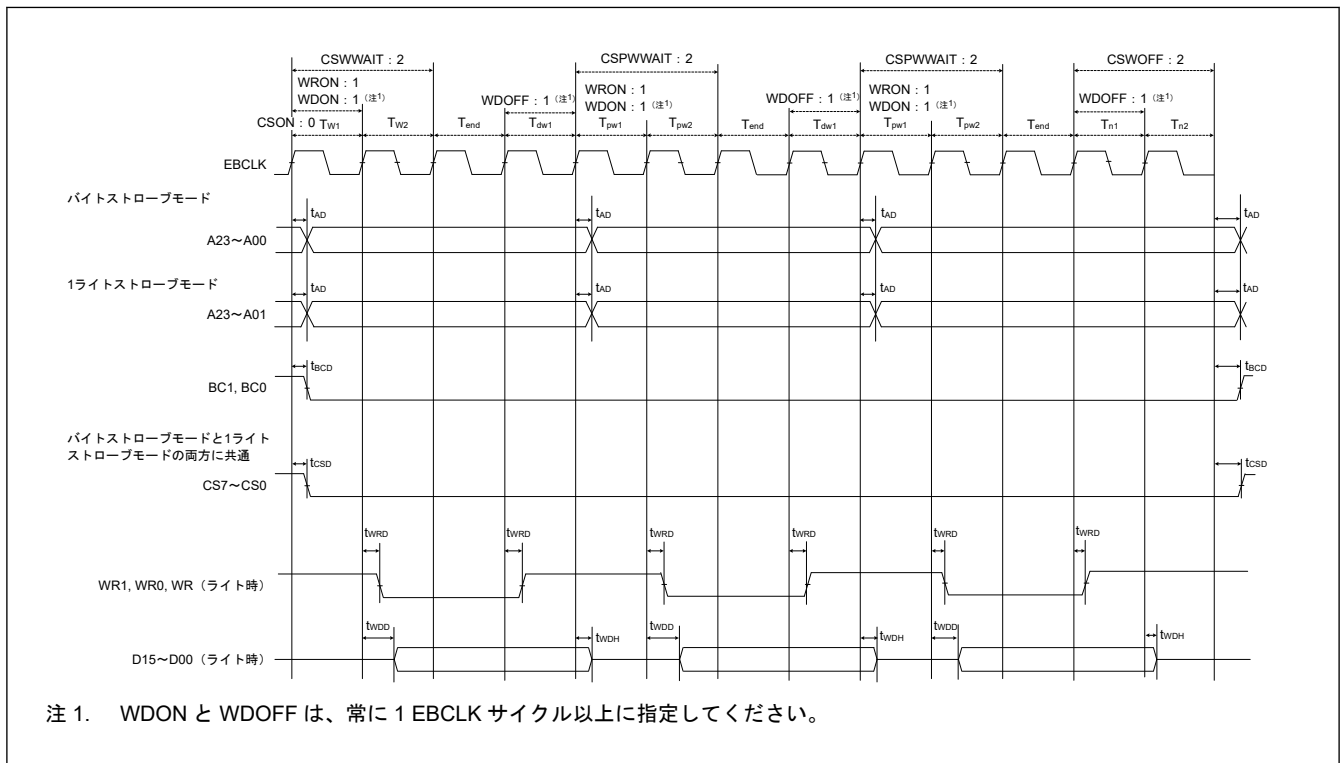 CSWWAIT：2 CSPWWAIT：2 CSPWWAIT：2 CSWOFF：2
WRON：1 WRON：1 WRON：1
WDON：1（注1） WDOFF：1（注1） WDON：1（注1） WDOFF：1（注1） WDON：1（注1） WDOFF：1（注1）
CSON：0 TW1 TW2 Tend Tdw1 Tpw1 Tpw2 Tend Tdw1 Tpw1 Tpw2 Tend Tn1 Tn2
EBCLK
バイトストローブモード
tAD tAD tAD tAD
A23～A00
1ライトストローブモード
tAD tAD tAD tAD
A23～A01
tBCD tBCD
BC1, BC0
バイトストローブモードと1ライト
ストローブモードの両方に共通
tCSD tCSD
CS7～CS0
tWRD tWRD tWRD tWRD tWRD tWRD
WR1, WR0, WR（ライト時）
tWDD tWDH tWDD tWDH tWDD tWDH
D15～D00（ライト時）
注 1. WDON と WDOFF は、常に 1 EBCLK サイクル以上に指定してください。